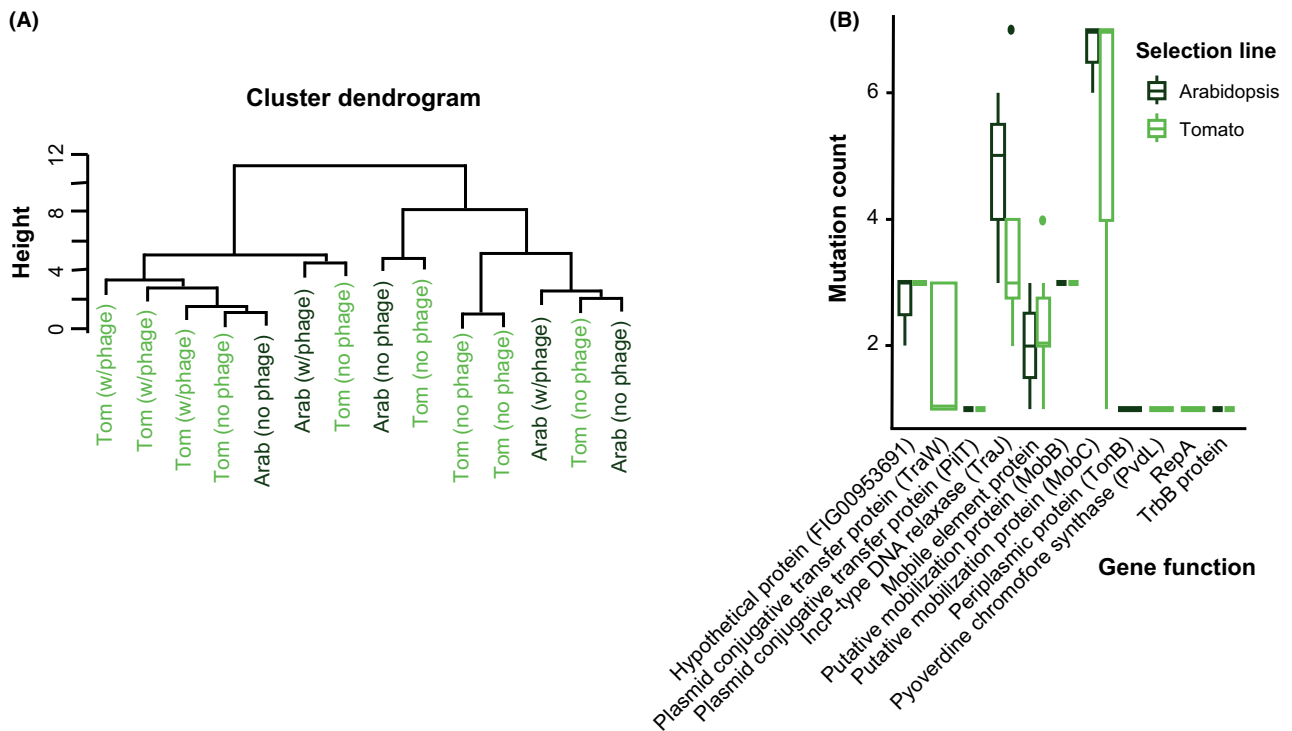 (A)
Cluster dendrogram
Height
12
8
4
0
Tom (w/phage)
Tom (w/phage)
Tom (w/phage)
Tom (no phage)
Arab (no phage)
Arab (w/phage)
Tom (no phage)
Arab (no phage)
Tom (no phage)
Tom (no phage)
Tom (no phage)
Arab (w/phage)
Tom (no phage)
Arab (no phage)
(B)
Mutation count
6
4
2
Selection line
Arabidopsis
Tomato
Hypothetical protein (FIG00953691)
Plasmid conjugative transfer protein (TraW)
Plasmid conjugative transfer protein (PilT)
IncP-type DNA relaxase (TraJ)
Mobile element protein
Putative mobilization protein (MobB)
Putative mobilization protein (MobC)
Periplasmic protein (TonB)
Pyoverdine chromofore synthase (PvdL)
RepA
TrbB protein
Gene function